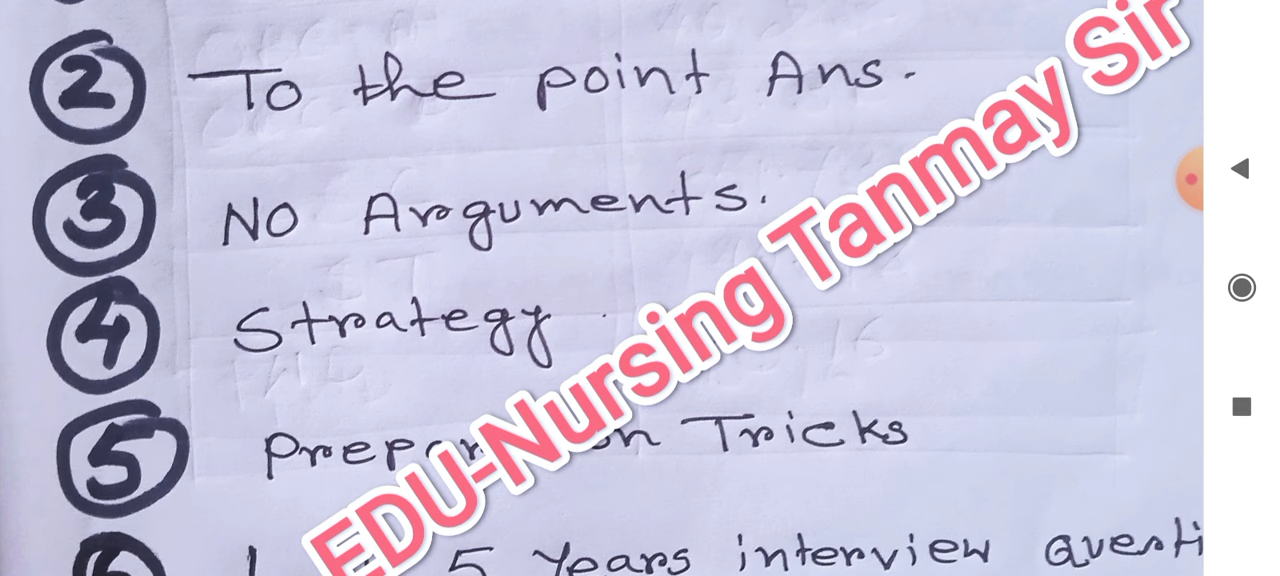 2 To the point Ans.
3 No Arguments.
4 Strategy
5 Tricks
5 Years interview
EDU-Nursing Tanmay Sir